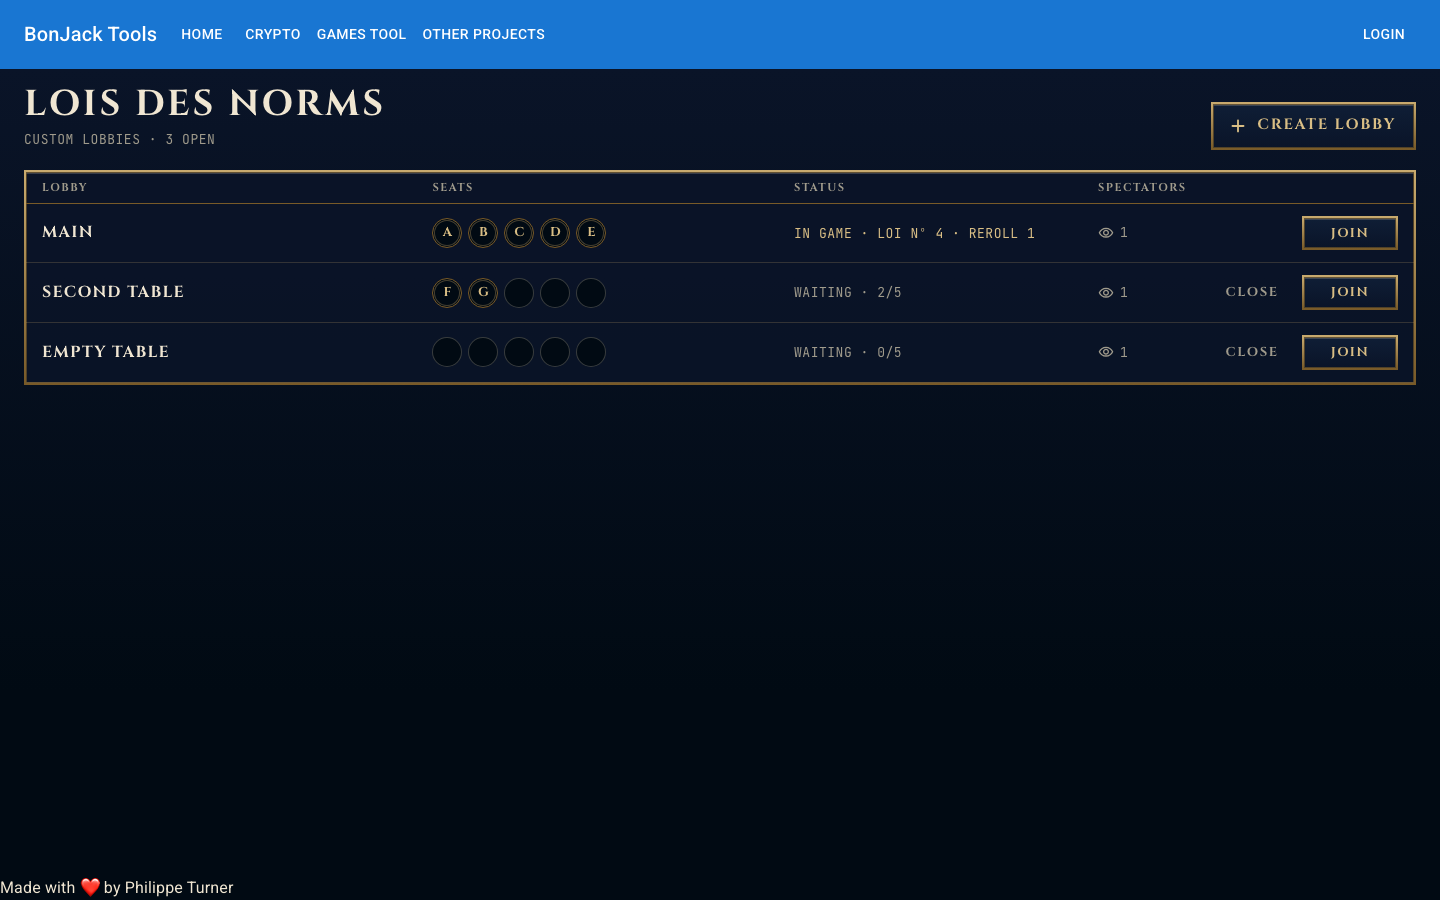 BonJack Tools HOME CRYPTO GAMES TOOL OTHER PROJECTS LOGIN
LOIS DES NORMS
CUSTOM LOBBIES · 3 OPEN
+ CREATE LOBBY
LOBBY SEATS STATUS SPECTATORS
MAIN A B C D E IN GAME · LOI N° 4 · REROLL 1 1 JOIN
SECOND TABLE F G WAITING · 2/5 1 CLOSE JOIN
EMPTY TABLE WAITING · 0/5 1 CLOSE JOIN
Made with ❤️ by Philippe Turner